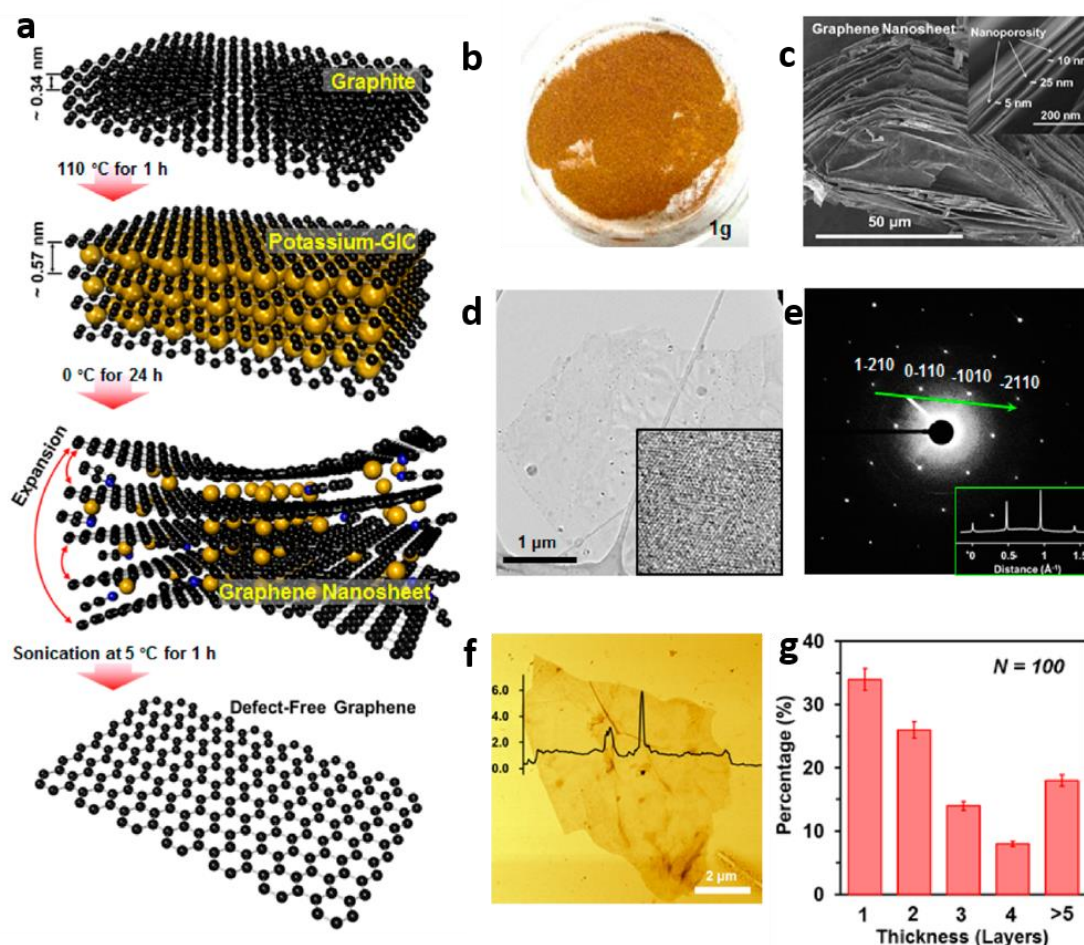 a
~ 0.34 nm
Graphite
110 °C for 1 h
~ 0.57 nm
Potassium-GIC
0 °C for 24 h
Expansion
Graphene Nanosheet
Sonication at 5 °C for 1 h
Defect-Free Graphene
b
1g
c
Graphene Nanosheet
Nanoporosity
~ 10 nm
~ 25 nm
~ 5 nm
200 nm
50 µm
d
1 µm
e
1-210 0-110 -1010 -2110
0 0.5 1 1.5
Distance (Å⁻¹)
f
6.0
4.0
2.0
0.0
2 µm
g
N = 100
Percentage (%)
40
30
20
10
0
1 2 3 4 >5
Thickness (Layers)